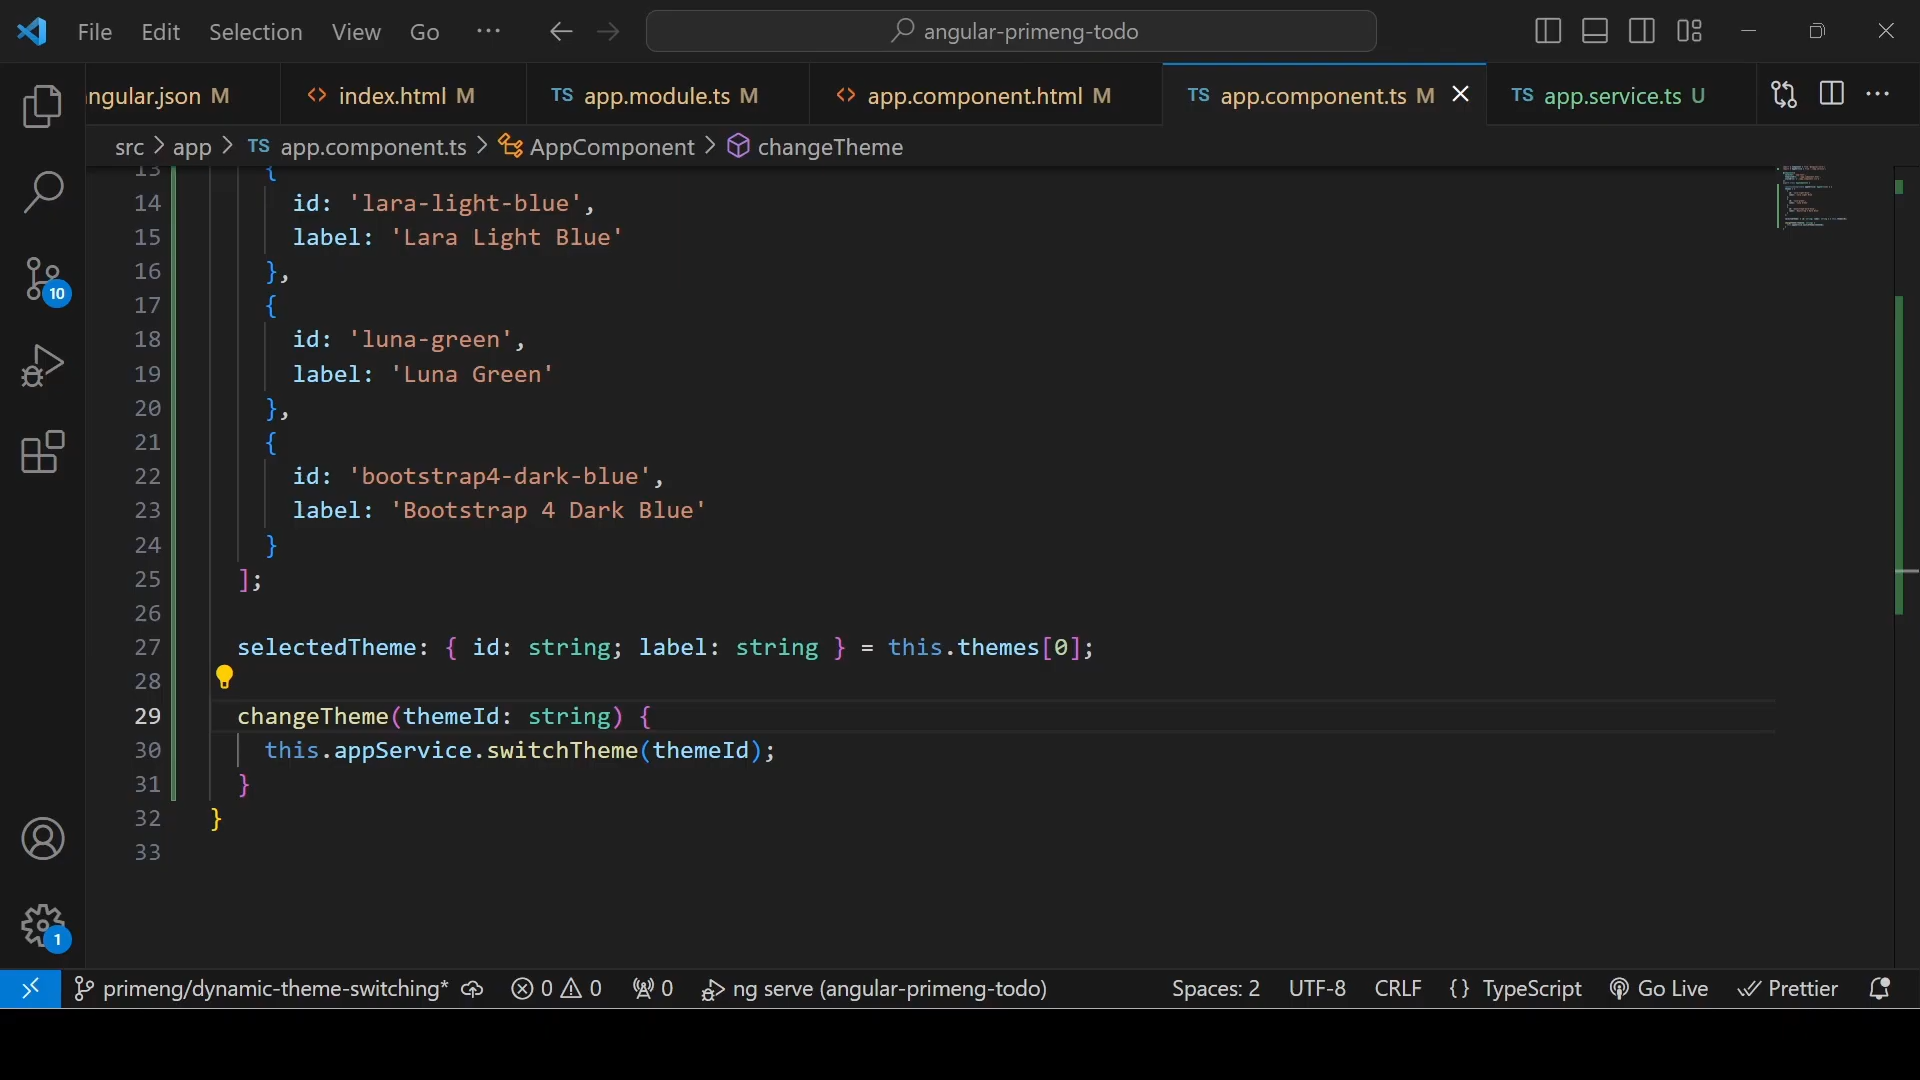 File Edit Selection View Go ··· angular-primeng-todo
ngular.json M index.html M TS app.module.ts M app.component.html M TS app.component.ts M TS app.service.ts U
src > app > TS app.component.ts > AppComponent > changeTheme
13 {
14 id: 'lara-light-blue',
15 label: 'Lara Light Blue'
16 },
17 {
18 id: 'luna-green',
19 label: 'Luna Green'
20 },
21 {
22 id: 'bootstrap4-dark-blue',
23 label: 'Bootstrap 4 Dark Blue'
24 }
25 ];
26
27 selectedTheme: { id: string; label: string } = this.themes[0];
28
29 changeTheme(themeId: string) {
30 this.appService.switchTheme(themeId);
31 }
32 }
33
10
1
primeng/dynamic-theme-switching* 0 0 0 ng serve (angular-primeng-todo) Spaces: 2 UTF-8 CRLF {} TypeScript Go Live Prettier